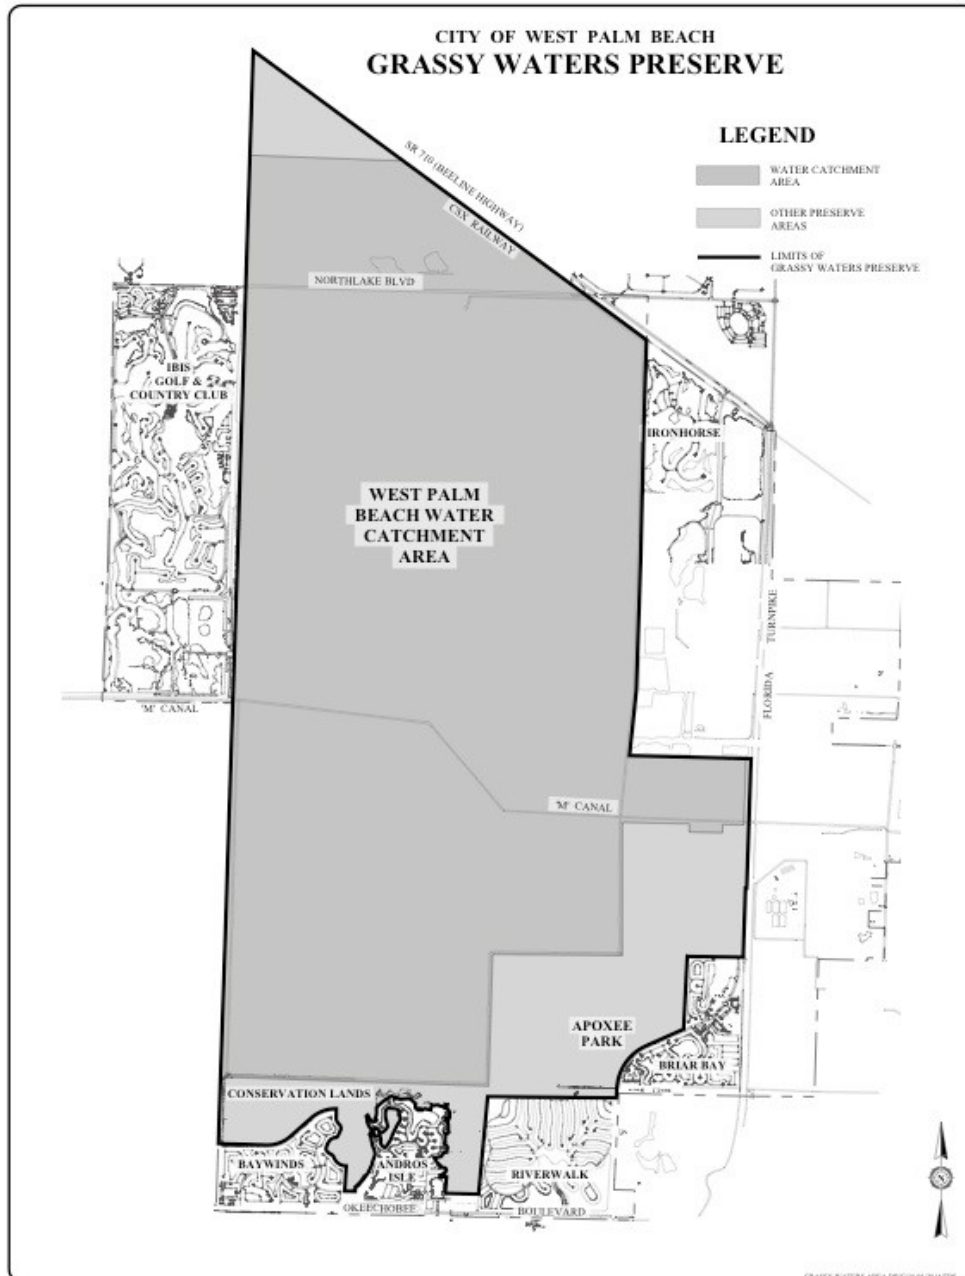 CITY OF WEST PALM BEACH
GRASSY WATERS PRESERVE
LEGEND
WATER CATCHMENT
AREA
OTHER PRESERVE
AREAS
LIMITS OF
GRASSY WATERS PRESERVE
SR 710 (BEELINE HIGHWAY)
CSX RAILWAY
NORTHLAKE BLVD
IBIS
GOLF &
COUNTRY CLUB
IRONHORSE
WEST PALM
BEACH WATER
CATCHMENT
AREA
FLORIDA TURNPIKE
'M' CANAL
'M' CANAL
APOXEE
PARK
BRIAR BAY
CONSERVATION LANDS
BAYWINDS
ANDROS
ISLE
RIVERWALK
OKEECHOBEE BOULEVARD